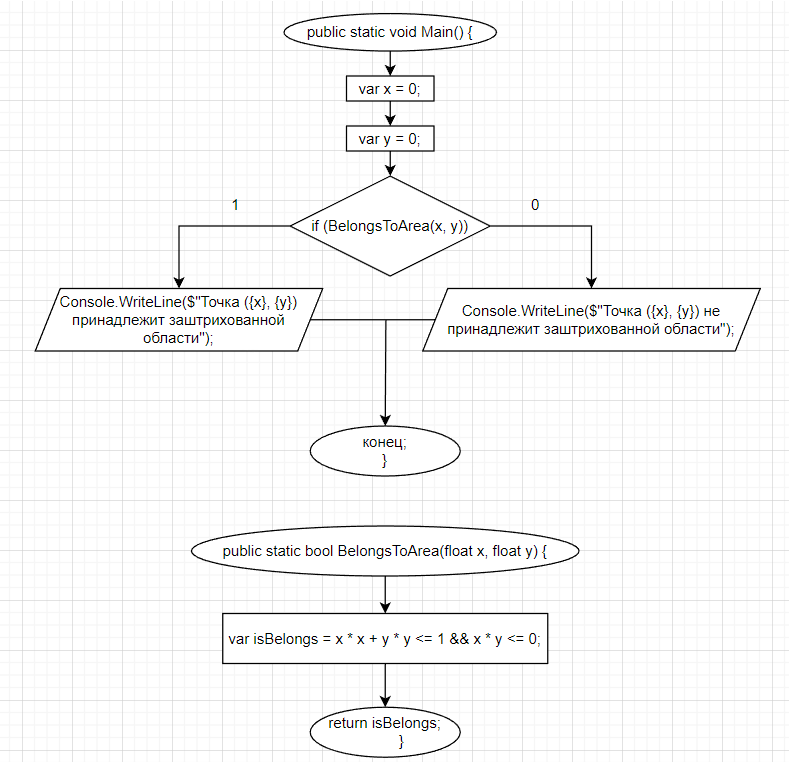 public static void Main() {
var x = 0;
var y = 0;
1
0
if (BelongsToArea(x, y))
Console.WriteLine($"Точка ({x}, {y})
принадлежит заштрихованной
области");
Console.WriteLine($"Точка ({x}, {y}) не
принадлежит заштрихованной области");
конец;
}
public static bool BelongsToArea(float x, float y) {
var isBelongs = x * x + y * y <= 1 && x * y <= 0;
return isBelongs;
}